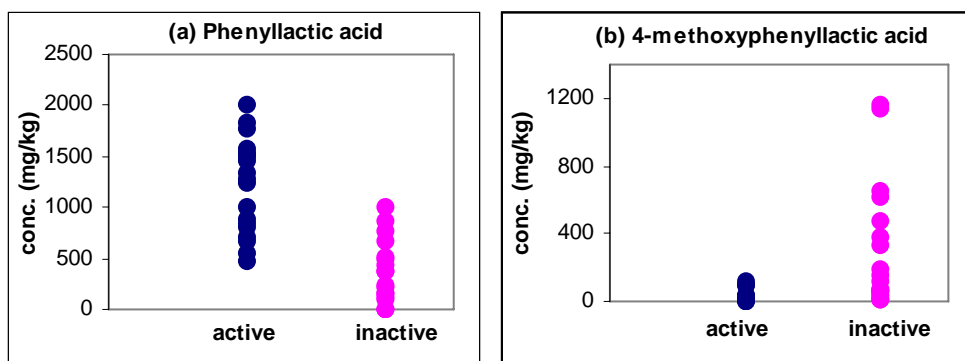 (a) Phenyllactic acid
2500
2000
1500
1000
500
0
conc. (mg/kg)
active
inactive
(b) 4-methoxyphenyllactic acid
1200
800
400
0
conc. (mg/kg)
active
inactive